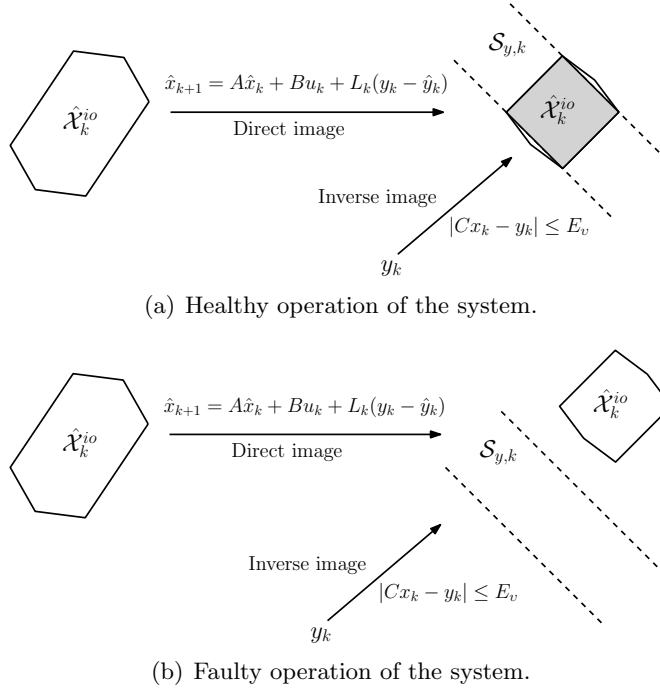 𝒮_{y,k}
x̂_{k+1} = Ax̂_k + Bu_k + L_k(y_k − ŷ_k)
𝒳̂_k^{io}
𝒳̂_k^{io}
Direct image
Inverse image
|Cx_k − y_k| ≤ E_υ
y_k
(a) Healthy operation of the system.
x̂_{k+1} = Ax̂_k + Bu_k + L_k(y_k − ŷ_k)
𝒳̂_k^{io}
𝒳̂_k^{io}
Direct image
𝒮_{y,k}
Inverse image
|Cx_k − y_k| ≤ E_υ
y_k
(b) Faulty operation of the system.